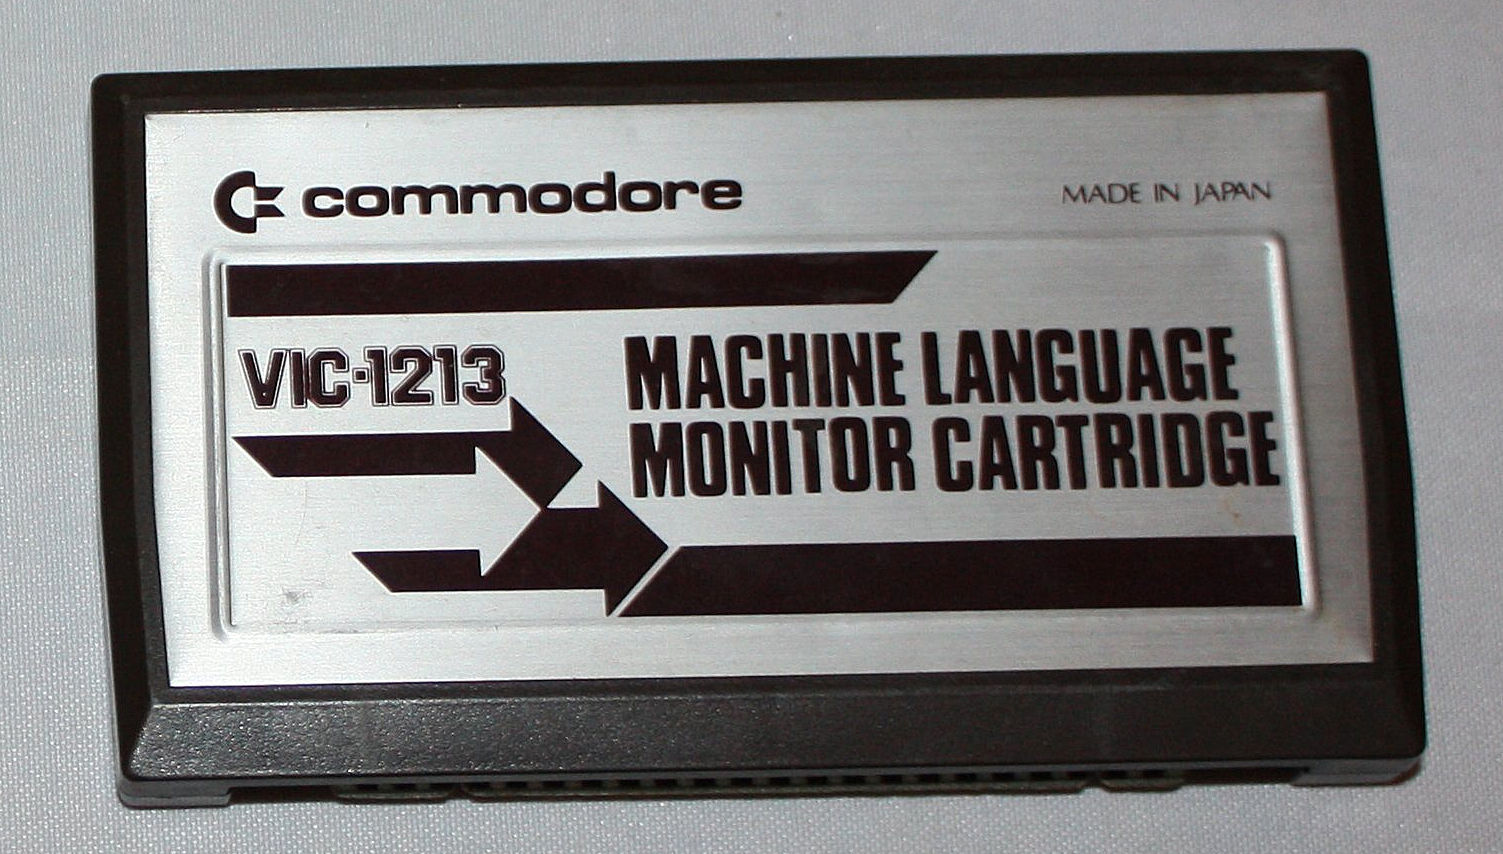 commodore
MADE IN JAPAN
VIC-1213
MACHINE LANGUAGE
MONITOR CARTRIDGE